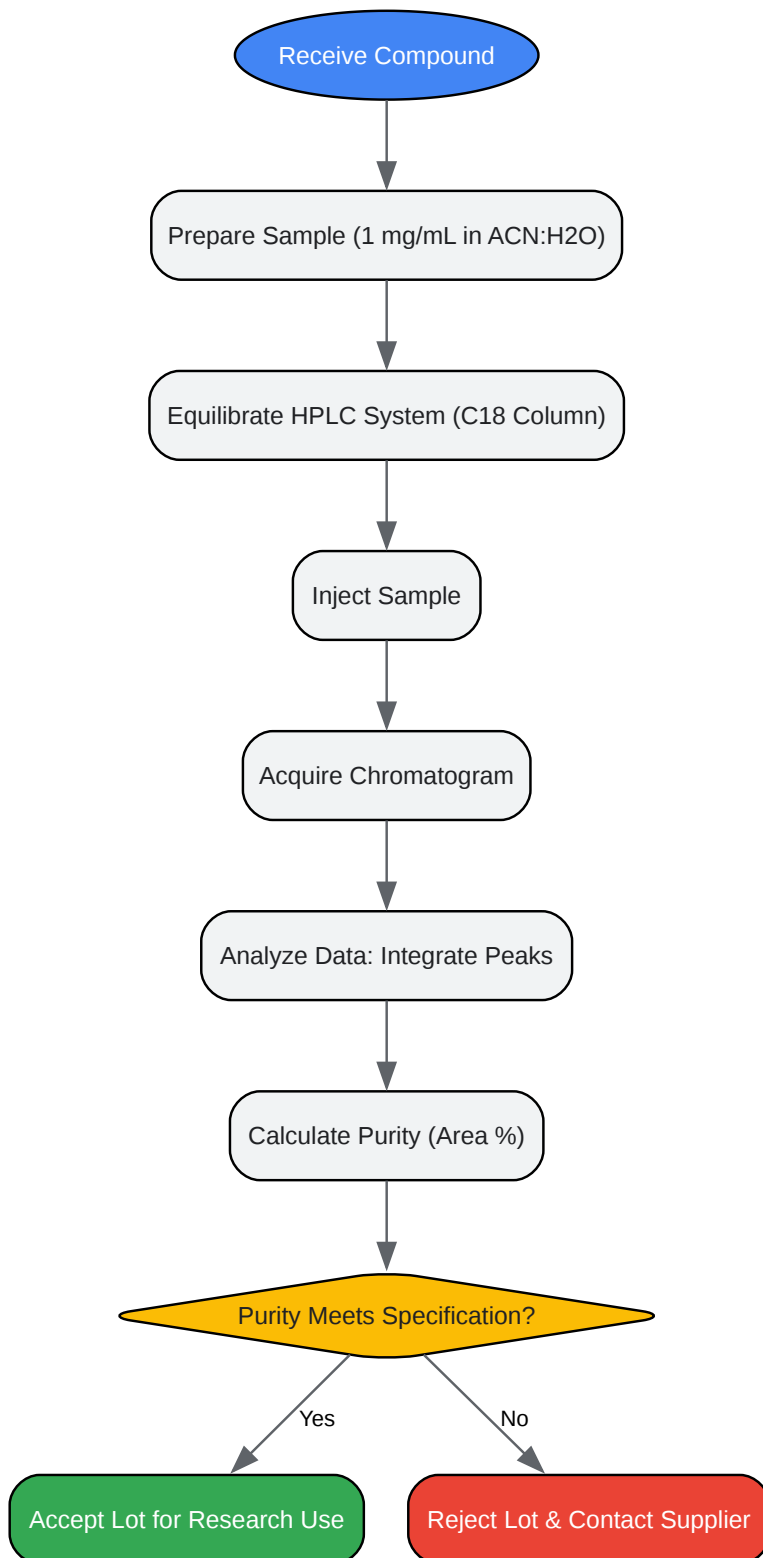 Receive Compound
Prepare Sample (1 mg/mL in ACN:H2O)
Equilibrate HPLC System (C18 Column)
Inject Sample
Acquire Chromatogram
Analyze Data: Integrate Peaks
Calculate Purity (Area %)
Purity Meets Specification?
Yes
No
Accept Lot for Research Use
Reject Lot & Contact Supplier